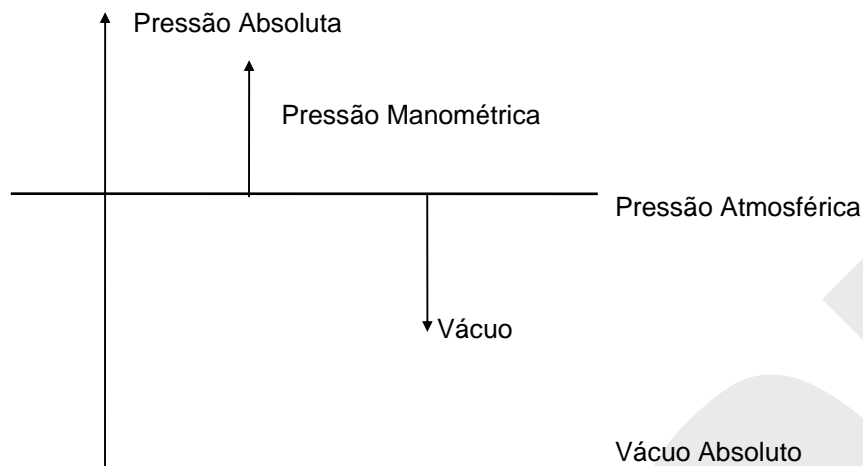 Pressão Absoluta
Pressão Manométrica
Pressão Atmosférica
Vácuo
Vácuo Absoluto